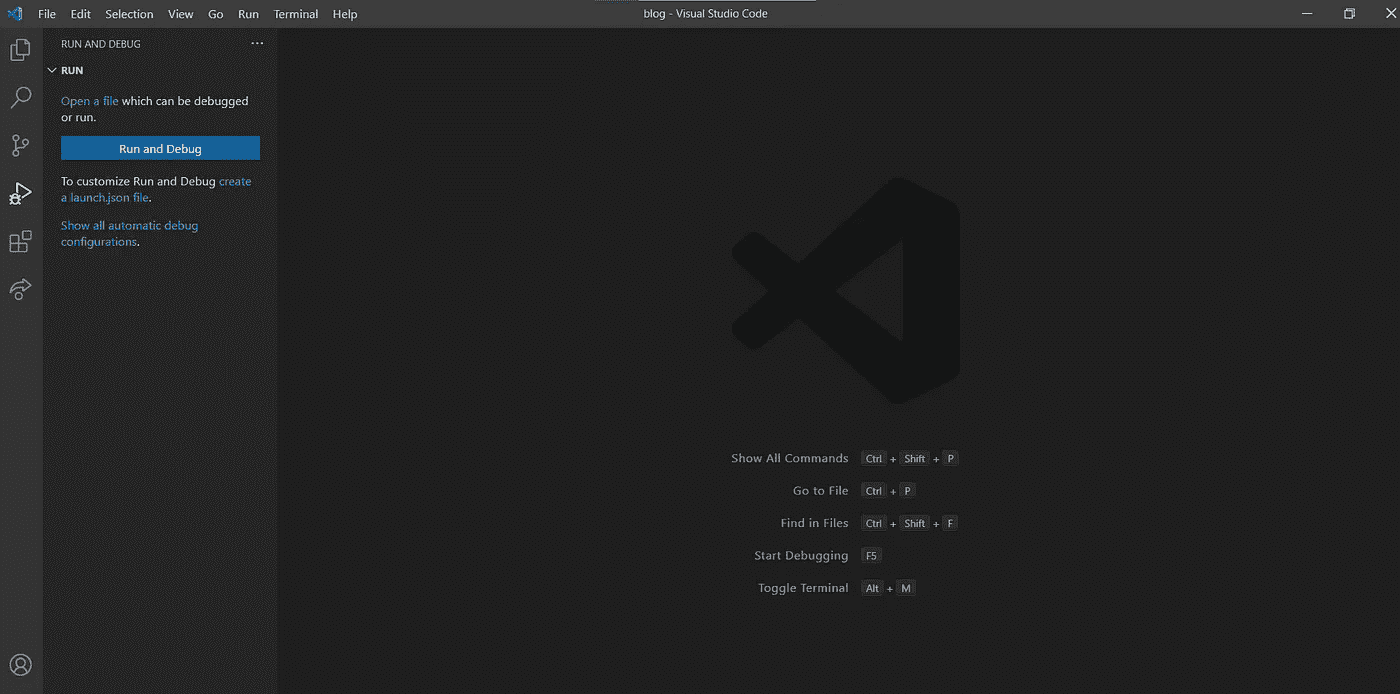 File Edit Selection View Go Run Terminal Help
blog - Visual Studio Code
RUN AND DEBUG
RUN
Open a file which can be debugged
or run.
Run and Debug
To customize Run and Debug create
a launch.json file.
Show all automatic debug
configurations.
Show All Commands Ctrl + Shift + P
Go to File Ctrl + P
Find in Files Ctrl + Shift + F
Start Debugging F5
Toggle Terminal Alt + M